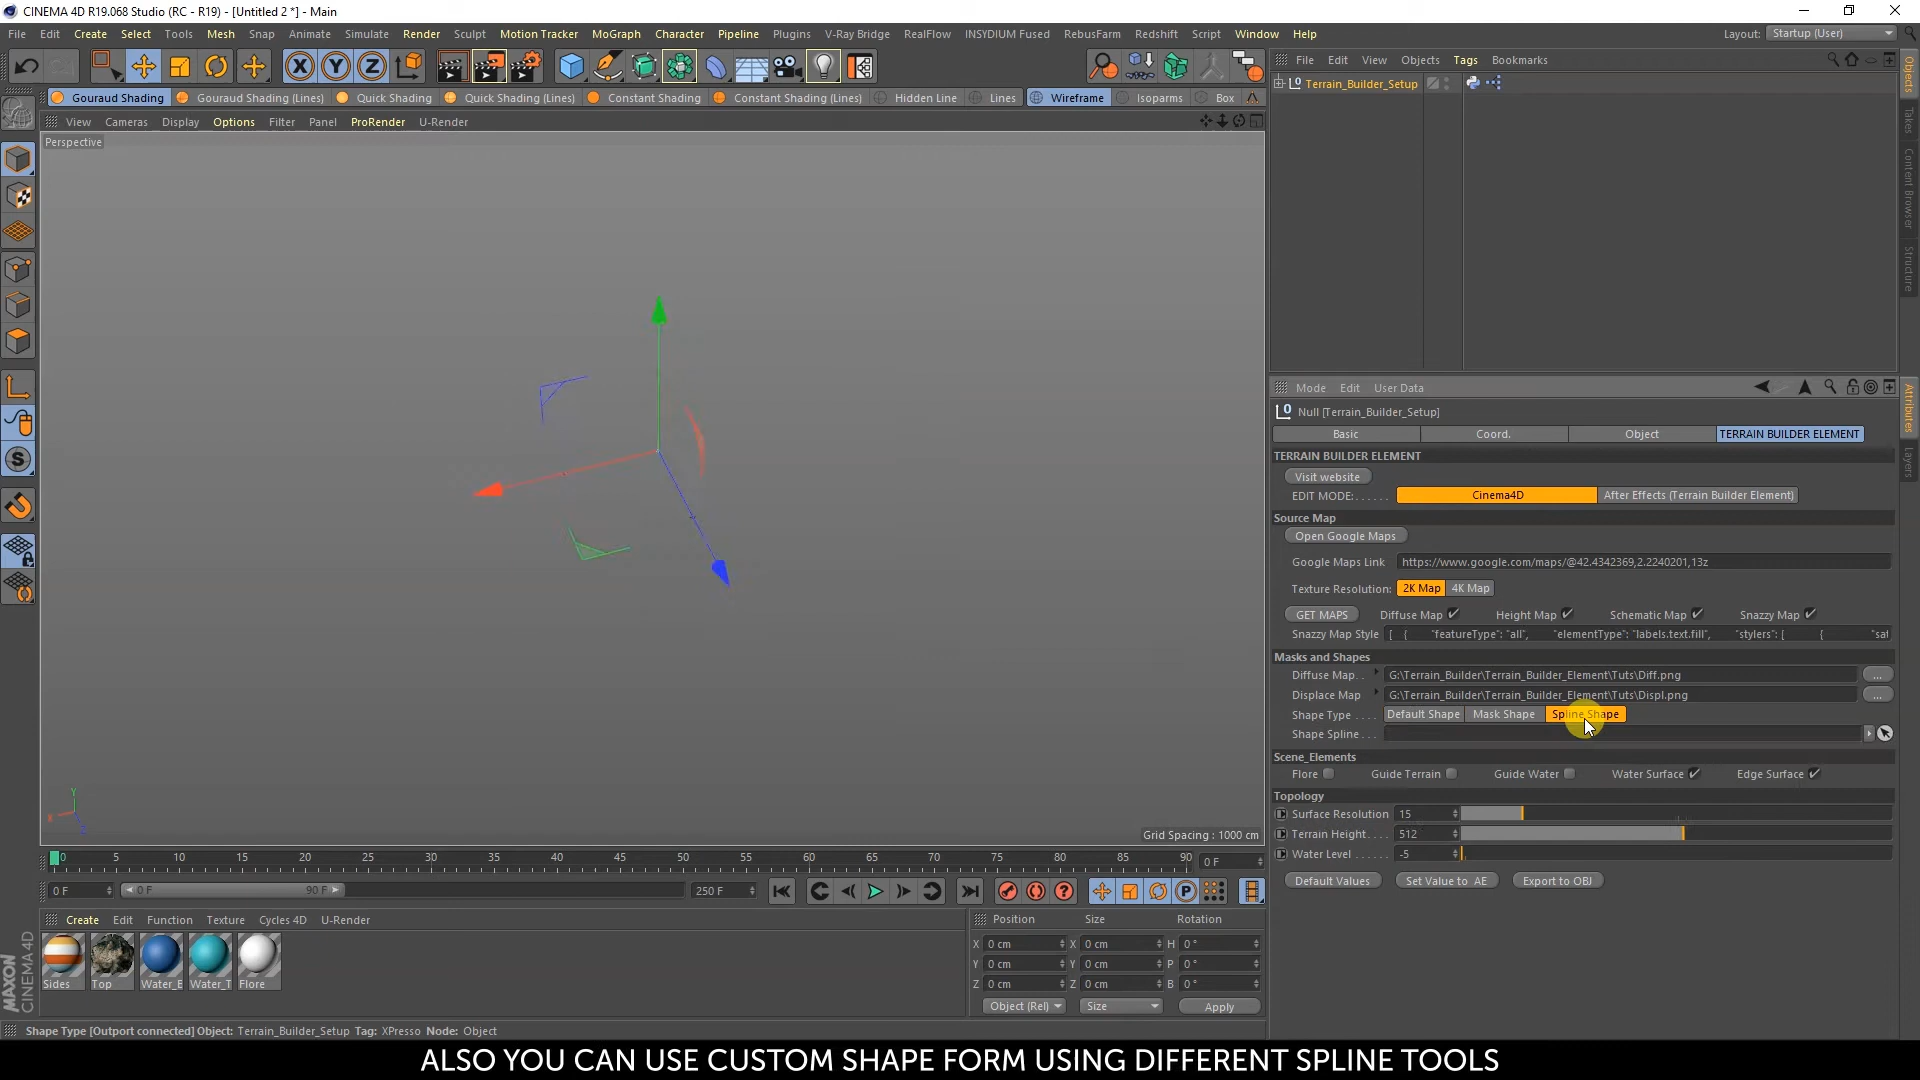 CINEMA 4D R19.068 Studio (RC - R19) - [Untitled 2 *] - Main
File Edit Create Select Tools Mesh Snap Animate Simulate Render Sculpt Motion Tracker MoGraph Character Pipeline Plugins V-Ray Bridge RealFlow INSYDIUM Fused RebusFarm Redshift Script Window Help Layout: Startup (User)
File Edit View Objects Tags Bookmarks
Terrain_Builder_Setup
Gouraud Shading Gouraud Shading (Lines) Quick Shading Quick Shading (Lines) Constant Shading Constant Shading (Lines) Hidden Line Lines Wireframe Isoparms Box
View Cameras Display Options Filter Panel ProRender U-Render
Perspective
Objects
Takes
Content Browser
Structure
Mode Edit User Data
Null [Terrain_Builder_Setup]
Basic Coord. Object TERRAIN BUILDER ELEMENT
TERRAIN BUILDER ELEMENT
Visit website
EDIT MODE:...... Cinema4D After Effects (Terrain Builder Element)
Source Map
Open Google Maps
Google Maps Link https://www.google.com/maps/@42.4342369,2.2240201,13z
Texture Resolution: 2K Map 4K Map
GET MAPS Diffuse Map Height Map Schematic Map Snazzy Map
Snazzy Map Style [ { "featureType": "all", "elementType": "labels.text.fill", "stylers": [ { "sat
Masks and Shapes
Diffuse Map.. G:\Terrain_Builder\Terrain_Builder_Element\Tuts\Diff.png ...
Displace Map G:\Terrain_Builder\Terrain_Builder_Element\Tuts\Displ.png ...
Shape Type .... Default Shape Mask Shape Spline Shape
Shape Spline...
Scene_Elements
Flore Guide Terrain Guide Water Water Surface Edge Surface
Topology
Surface Resolution 15
Terrain Height.... 512
Water Level ...... -5
Default Values Set Value to AE Export to OBJ
Attributes
Layers
Y
Grid Spacing : 1000 cm
0 5 10 15 20 25 30 35 40 45 50 55 60 65 70 75 80 85 90 0 F
0 F 0 F 90 F 250 F
Create Edit Function Texture Cycles 4D U-Render
Sides Top Water_E Water_T Flore
Position Size Rotation
X 0 cm X 0 cm H 0 °
Y 0 cm Y 0 cm P 0 °
Z 0 cm Z 0 cm B 0 °
Object (Rel) Size Apply
MAXON
CINEMA 4D
Shape Type [Outport connected] Object: Terrain_Builder_Setup Tag: XPresso Node: Object
ALSO YOU CAN USE CUSTOM SHAPE FORM USING DIFFERENT SPLINE TOOLS